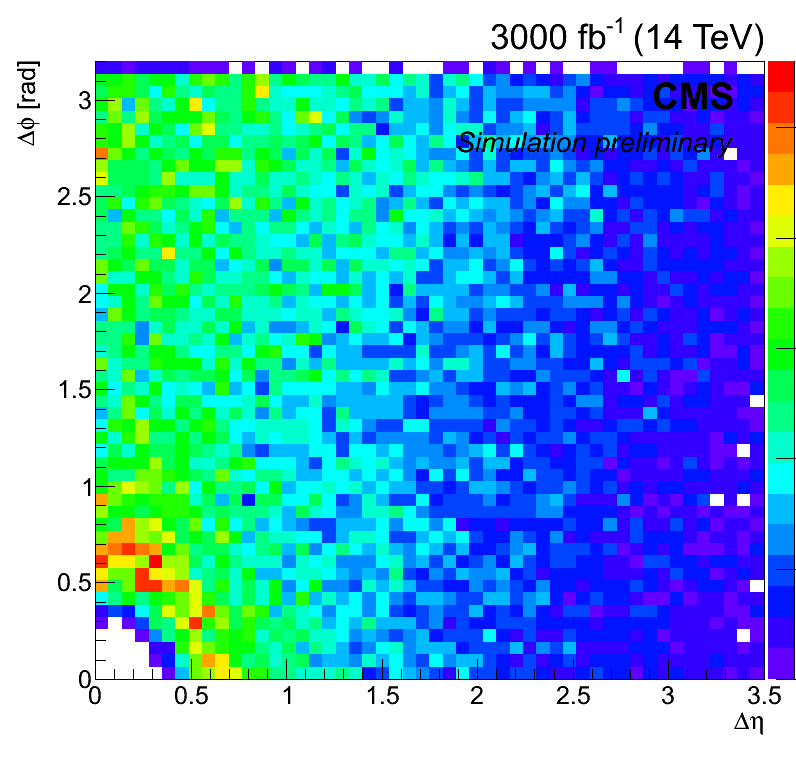 3000 fb-1 (14 TeV)
Δϕ [rad]
CMS
Simulation preliminary
3
2.5
2
1.5
1
0.5
0
0 0.5 1 1.5 2 2.5 3 3.5
Δη